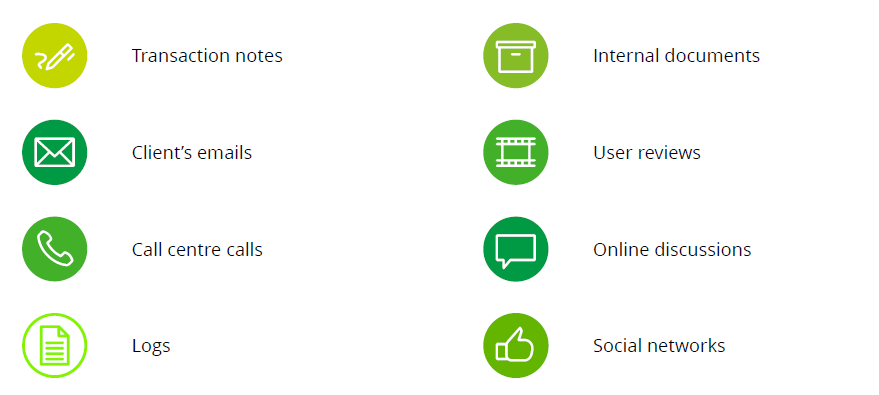 Transaction notes
Internal documents
Client’s emails
User reviews
Call centre calls
Online discussions
Logs
Social networks